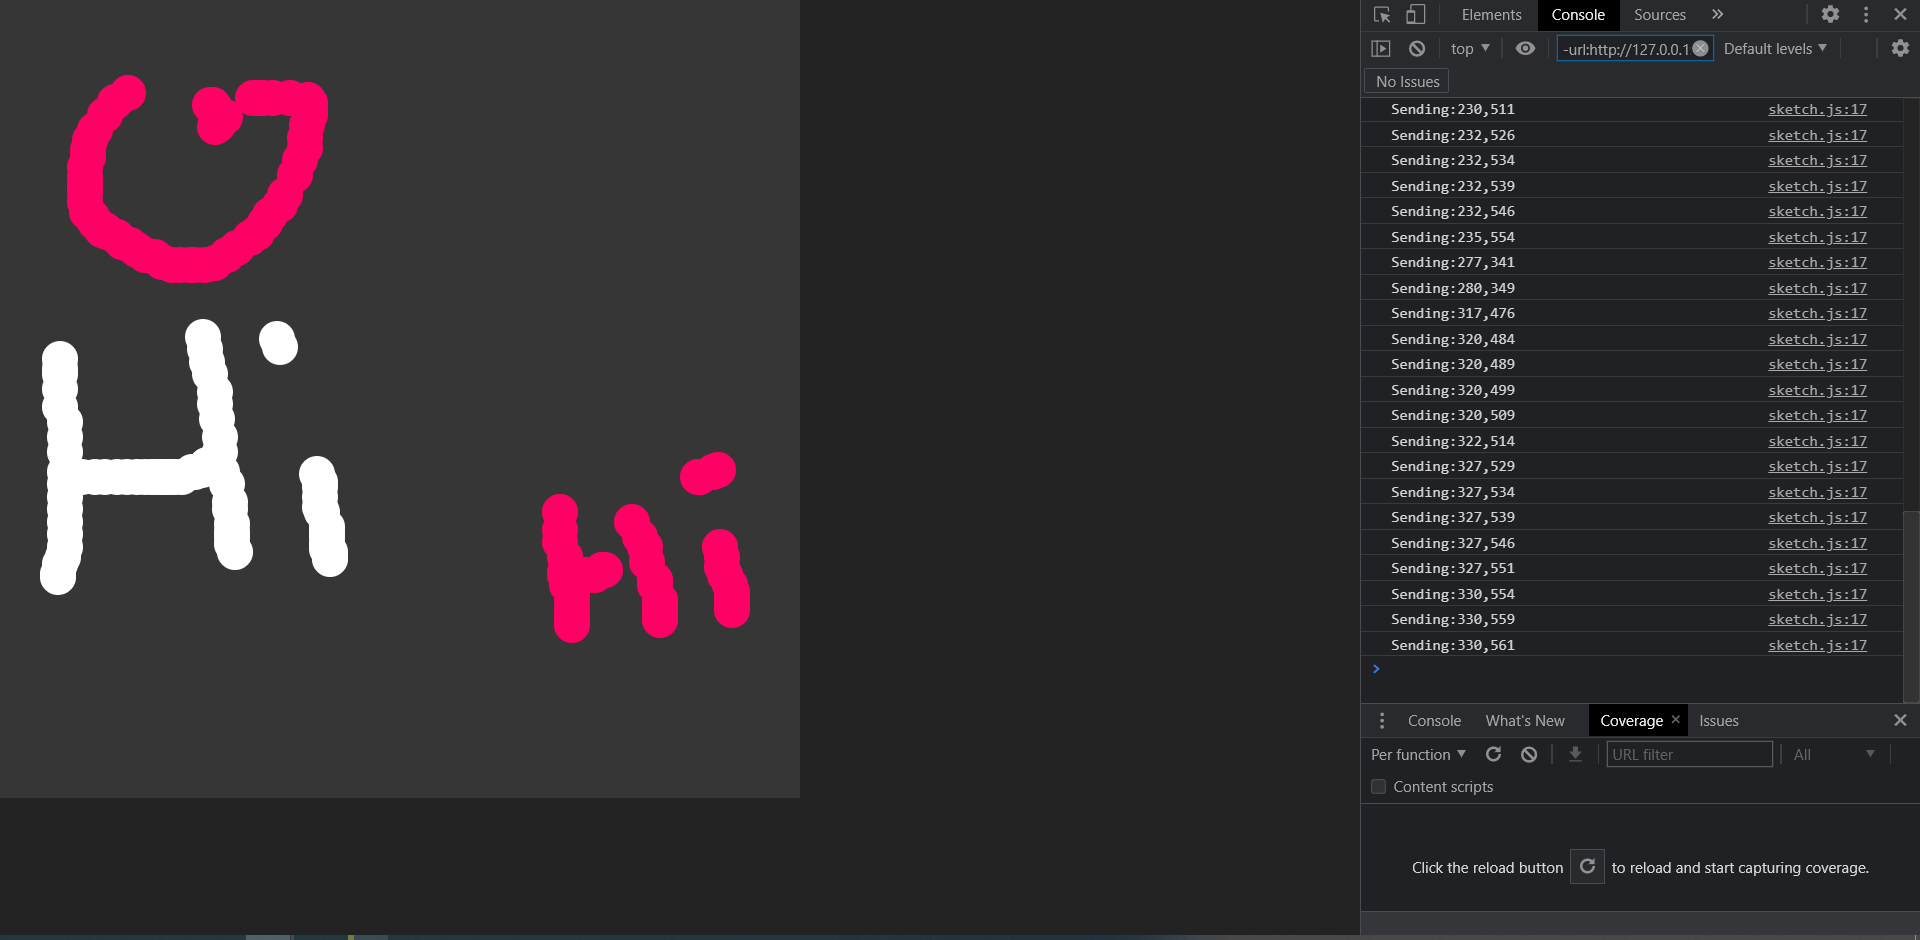 Elements Console Sources
top -url:http://127.0.0.1 Default levels
No Issues
Sending:230,511 sketch.js:17
Sending:232,526 sketch.js:17
Sending:232,534 sketch.js:17
Sending:232,539 sketch.js:17
Sending:232,546 sketch.js:17
Sending:235,554 sketch.js:17
Sending:277,341 sketch.js:17
Sending:280,349 sketch.js:17
Sending:317,476 sketch.js:17
Sending:320,484 sketch.js:17
Sending:320,489 sketch.js:17
Sending:320,499 sketch.js:17
Sending:320,509 sketch.js:17
Sending:322,514 sketch.js:17
Sending:327,529 sketch.js:17
Sending:327,534 sketch.js:17
Sending:327,539 sketch.js:17
Sending:327,546 sketch.js:17
Sending:327,551 sketch.js:17
Sending:330,554 sketch.js:17
Sending:330,559 sketch.js:17
Sending:330,561 sketch.js:17
Hi
Hi
Console What's New Coverage Issues
Per function URL filter All
Content scripts
Click the reload button to reload and start capturing coverage.